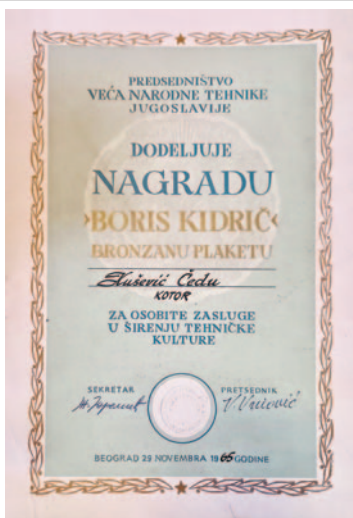 PREDSEDNIŠTVO
VEĆA NARODNE TEHNIKE
JUGOSLAVIJE
DODELJUJE
NAGRADU
›BORIS KIDRIČ‹
BRONZANU PLAKETU
Čedu
KOTOR
ZA OSOBITE ZASLUGE
U ŠIRENJU TEHNIČKE
KULTURE
SEKRETAR PRETSEDNIK
BEOGRAD 29 NOVEMBRA 1965 GODINE